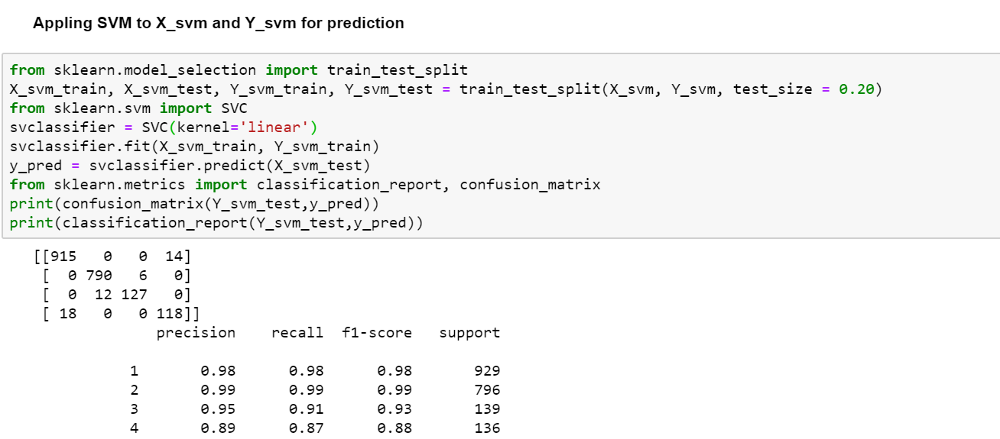 Appling SVM to X_svm and Y_svm for prediction
from sklearn.model_selection import train_test_split
X_svm_train, X_svm_test, Y_svm_train, Y_svm_test = train_test_split(X_svm, Y_svm, test_size = 0.20)
from sklearn.svm import SVC
svclassifier = SVC(kernel='linear')
svclassifier.fit(X_svm_train, Y_svm_train)
y_pred = svclassifier.predict(X_svm_test)
from sklearn.metrics import classification_report, confusion_matrix
print(confusion_matrix(Y_svm_test,y_pred))
print(classification_report(Y_svm_test,y_pred))
[[915   0   0  14]
 [  0 790   6   0]
 [  0  12 127   0]
 [ 18   0   0 118]]
              precision    recall  f1-score   support
           1       0.98      0.98      0.98       929
           2       0.99      0.99      0.99       796
           3       0.95      0.91      0.93       139
           4       0.89      0.87      0.88       136